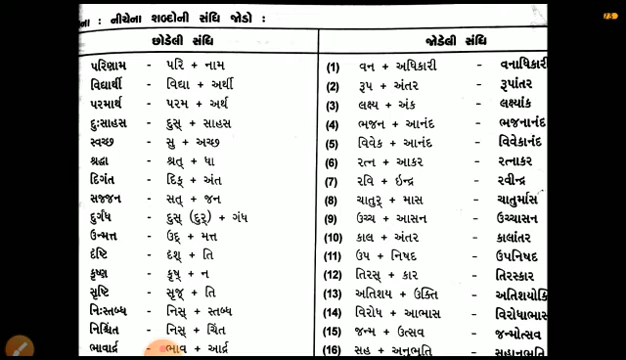 નીચેના શબ્દોની સંધિ જોડો :
છોડેલી સંધિ જોડેલી સંધિ
પરિણામ - પરિ + નામ (1) વન + અધિકારી - વનાધિકારી
વિદ્યાર્થી - વિદ્યા + અર્થી (2) રૂપ + અંતર - રૂપાંતર
પરમાર્થ - પરમ + અર્થ (3) લક્ષ્ય + અંક - લક્ષ્યાંક
દુઃસાહસ - દુસ્ + સાહસ (4) ભજન + આનંદ - ભજનાનંદ
સ્વચ્છ - સુ + અચ્છ (5) વિવેક + આનંદ - વિવેકાનંદ
શ્રદ્ધા - શ્રત્ + ધા (6) રત્ન + આકર - રત્નાકર
દિગંત - દિક્ + અંત (7) રવિ + ઇન્દ્ર - રવીન્દ્ર
સજ્જન - સત્ + જન (8) ચાતુર્ + માસ - ચાતુર્માસ
દુર્ગંધ - દુસ્ (દુર્) + ગંધ (9) ઉચ્ચ + આસન - ઉચ્ચાસન
ઉન્મત્ત - ઉદ્ + મત્ત (10) કાલ + અંતર - કાલાંતર
દૃષ્ટિ - દૃશ્ + તિ (11) ઉપ + નિષદ - ઉપનિષદ
કૃષ્ણ - કૃષ્ + ન (12) તિરસ્ + કાર - તિરસ્કાર
સૃષ્ટિ - સૃજ્ + તિ (13) અતિશય + ઉક્તિ - અતિશયોક્તિ
નિઃસ્તબ્ધ - નિસ્ + સ્તબ્ધ (14) વિરોધ + આભાસ - વિરોધાભાસ
નિશ્ચિંત - નિસ્ + ચિંત (15) જન્મ + ઉત્સવ - જન્મોત્સવ
ભાવાર્દ્ર - ભાવ + આર્દ્ર (16) સહ + અનુભૂતિ - સહાનુભૂતિ